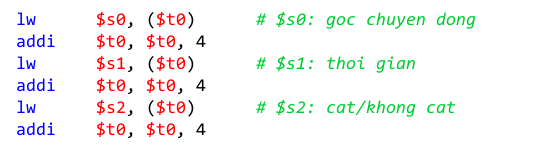 lw $s0, ($t0) # $s0: goc chuyen dong
addi $t0, $t0, 4
lw $s1, ($t0) # $s1: thoi gian
addi $t0, $t0, 4
lw $s2, ($t0) # $s2: cat/khong cat
addi $t0, $t0, 4